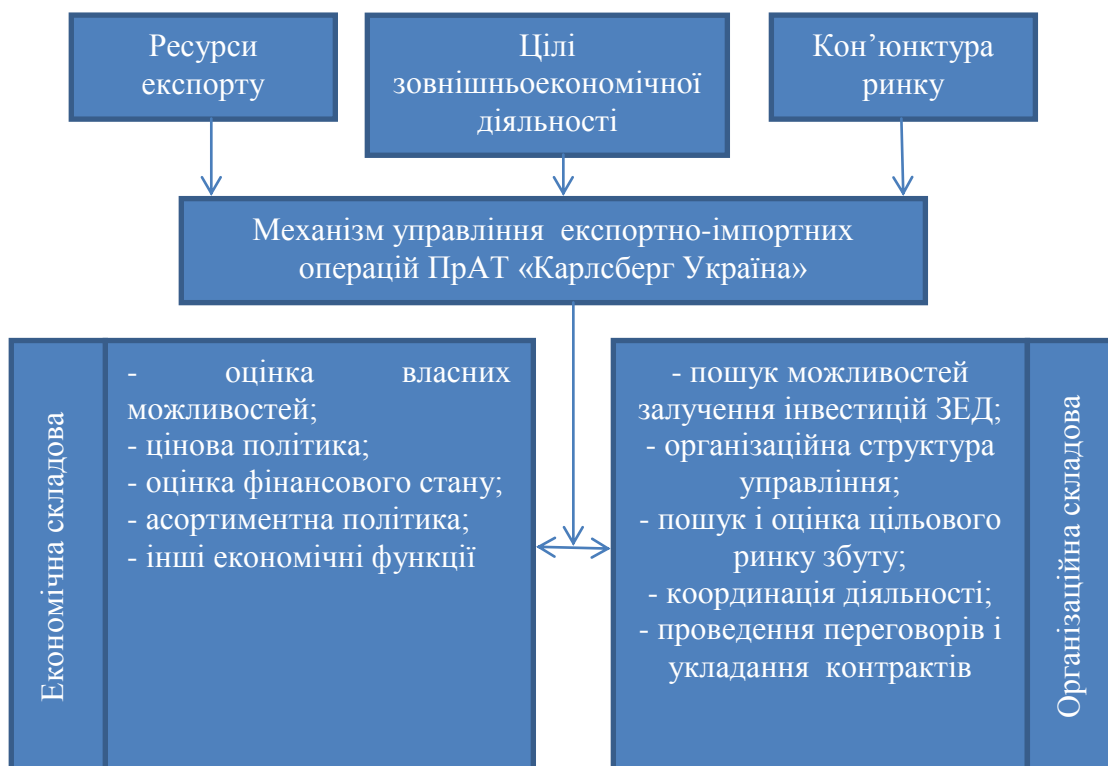 Ресурси
експорту
Цілі
зовнішньоекономічної
діяльності
Кон’юнктура
ринку
Механізм управління експортно-імпортних
операцій ПрАТ «Карлсберг Україна»
Економічна складова
- оцінка власних
можливостей;
- цінова політика;
- оцінка фінансового стану;
- асортиментна політика;
- інші економічні функції
- пошук можливостей
залучення інвестицій ЗЕД;
- організаційна структура
управління;
- пошук і оцінка цільового
ринку збуту;
- координація діяльності;
- проведення переговорів і
укладання контрактів
Організаційна складова